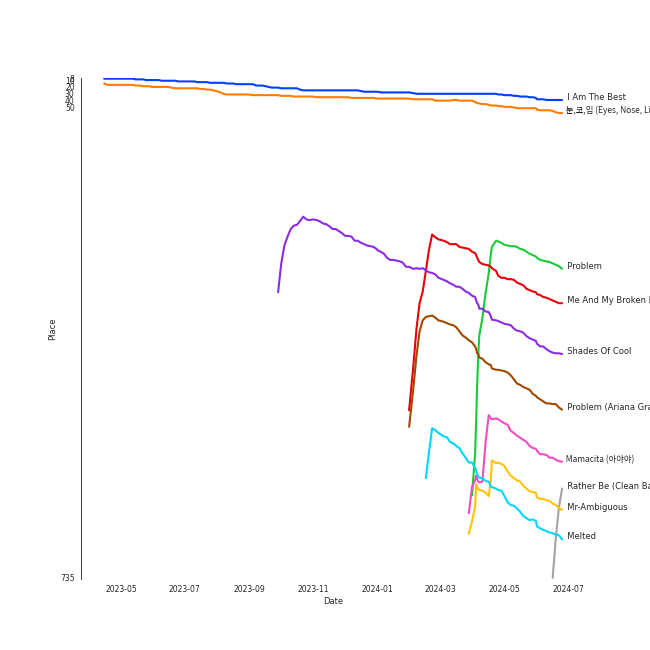 10
20
30
40
50
I Am The Best
눈,코,입 (Eyes, Nose, Li
Problem
Me And My Broken
Shades Of Cool
Place
Problem (Ariana Gra
Mamacita (아야야)
Rather Be (Clean Ba
Mr-Ambiguous
Melted
735
2023-05
2023-07
2023-09
2023-11
2024-01
2024-03
2024-05
2024-07
Date